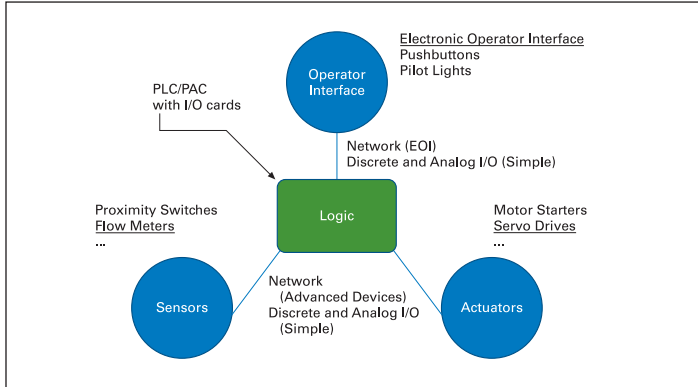 Electronic Operator Interface
Pushbuttons
Pilot Lights
Operator
Interface
PLC/PAC
with I/O cards
Network (EOI)
Discrete and Analog I/O (Simple)
Logic
Proximity Switches
Flow Meters
...
Motor Starters
Servo Drives
...
Sensors
Network
(Advanced Devices)
Discrete and Analog I/O
(Simple)
Actuators